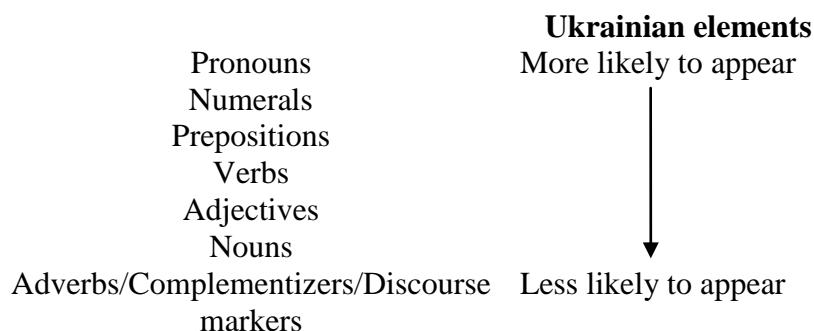 Ukrainian elements
Pronouns More likely to appear
Numerals
Prepositions
Verbs
Adjectives
Nouns
Adverbs/Complementizers/Discourse Less likely to appear
markers